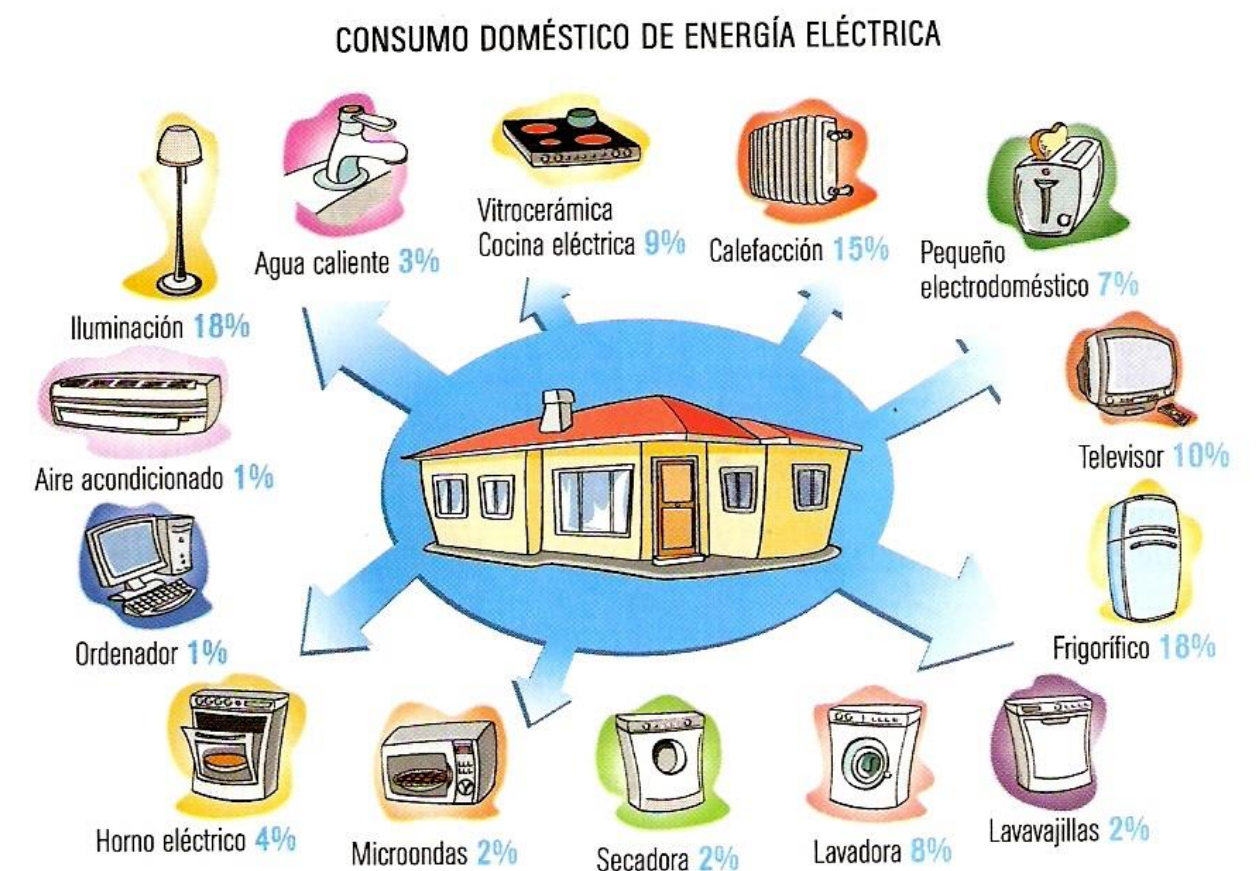 CONSUMO DOMÉSTICO DE ENERGÍA ELÉCTRICA
Iluminación 18%
Agua caliente 3%
Vitrocerámica
Cocina eléctrica 9%
Calefacción 15%
Pequeño
electrodoméstico 7%
Televisor 10%
Aire acondicionado 1%
Ordenador 1%
Frigorífico 18%
Horno eléctrico 4%
Microondas 2%
Secadora 2%
Lavadora 8%
Lavavajillas 2%